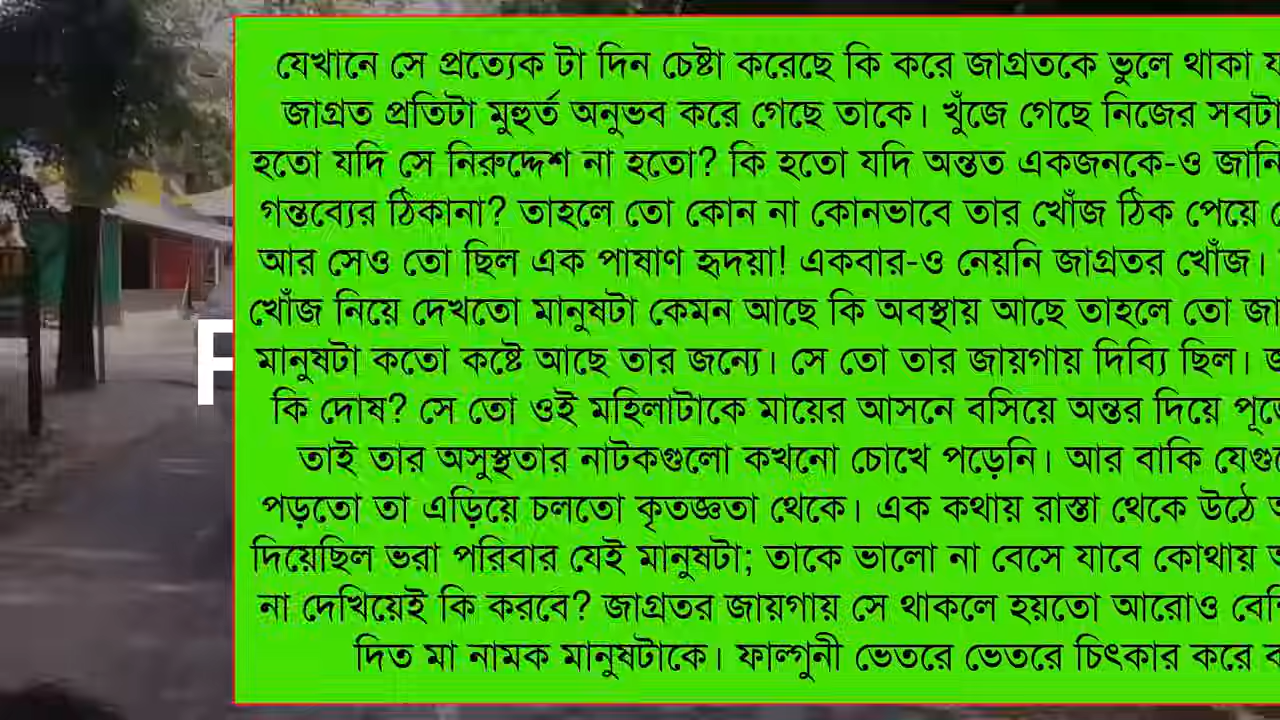 যেখানে সে প্রত্যেক টা দিন চেষ্টা করেছে কি করে জাগ্রতকে ভুলে থাকা
জাগ্রত প্রতিটা মুহুর্ত অনুভব করে গেছে তাকে। খুঁজে গেছে নিজের সবটা
হতো যদি সে নিরুদ্দেশ না হতো? কি হতো যদি অন্তত একজনকে-ও
গন্তব্যের ঠিকানা? তাহলে তো কোন না কোনভাবে তার খোঁজ ঠিক পেয়ে
আর সেও তো ছিল এক পাষাণ হৃদয়া! একবার-ও নেয়নি জাগ্রতর খোঁজ।
খোঁজ নিয়ে দেখতো মানুষটা কেমন আছে কি অবস্থায় আছে তাহলে তো
মানুষটা কতো কষ্টে আছে তার জন্যে। সে তো তার জায়গায় দিব্যি ছিল।
F
কি দোষ? সে তো ওই মহিলাটাকে মায়ের আসনে বসিয়ে অন্তর দিয়ে
তাই তার অসুস্থতার নাটকগুলো কখনো চোখে পড়েনি। আর বাকি
পড়তো তা এড়িয়ে চলতো কৃতজ্ঞতা থেকে। এক কথায় রাস্তা থেকে উঠে
দিয়েছিল ভরা পরিবার যেই মানুষটা; তাকে ভালো না বেসে যাবে কোথায়
না দেখিয়েই কি করবে? জাগ্রতর জায়গায় সে থাকলে হয়তো আরোও
দিত মা নামক মানুষটাকে। ফাল্গুনী ভেতরে ভেতরে চিৎকার করে